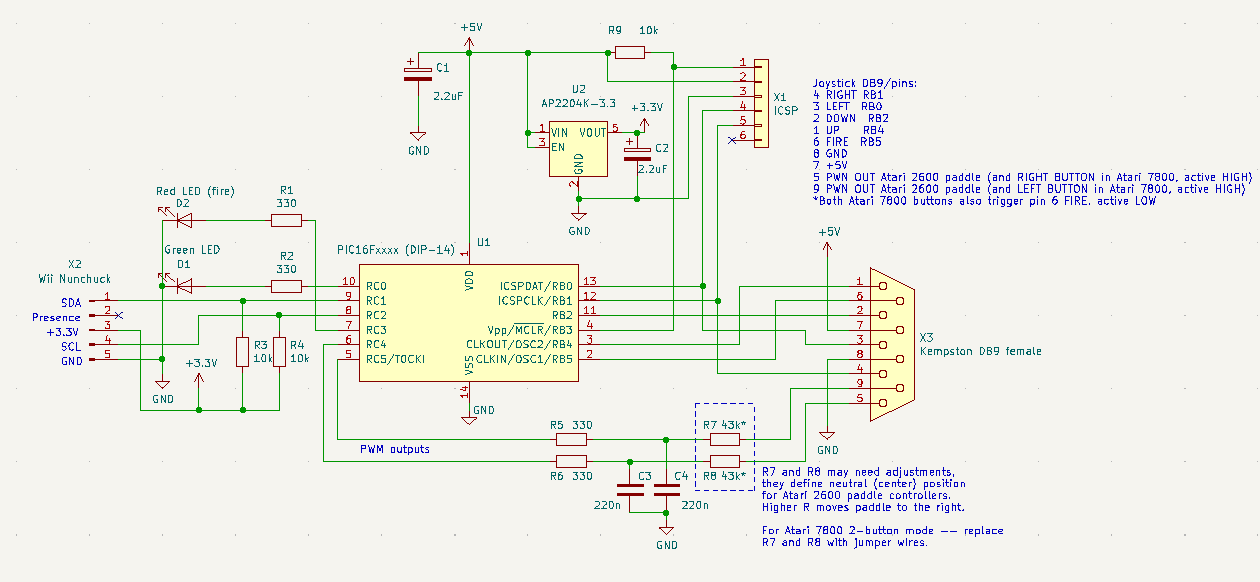 +5V
R9 10k
C1
2.2uF
GND
U2
AP2204K-3.3
+3.3V
1 VIN VOUT 5
3 EN
GND
2
C2
2.2uF
GND
1
2
3
4
5
6
X1
ICSP
Joystick DB9/pins:
4 RIGHT RB1
3 LEFT RB0
2 DOWN RB2
1 UP RB4
6 FIRE RB5
8 GND
7 +5V
5 PWN OUT Atari 2600 paddle (and RIGHT BUTTON in Atari 7800, active HIGH)
9 PWN OUT Atari 2600 paddle (and LEFT BUTTON in Atari 7800, active HIGH)
*Both Atari 7800 buttons also trigger pin 6 FIRE, active LOW
Red LED (fire)
D2
R1
330
Green LED
D1
R2
330
X2
Wii Nunchuck
SDA 1
Presence 2
+3.3V 3
SCL 4
GND 5
R3
10k
R4
10k
+3.3V
GND
PIC16Fxxxx (DIP-14)
U1
1
VDD
10 RC0 ICSPDAT/RB0 13
9 RC1 ICSPCLK/RB1 12
8 RC2 RB2 11
7 RC3 Vpp/MCLR/RB3 4
6 RC4 CLKOUT/OSC2/RB4 3
5 RC5/TOCKI CLKIN/OSC1/RB5 2
VSS
14
GND
+5V
1
6
2
7
3
8
4
9
5
X3
Kempston DB9 female
GND
PWM outputs
R5 330
R6 330
R7 43k*
R8 43k*
C3
220n
C4
220n
GND
R7 and R8 may need adjustments,
they define neutral (center) position
for Atari 2600 paddle controllers.
Higher R moves paddle to the right.
For Atari 7800 2-button mode -- replace
R7 and R8 with jumper wires.